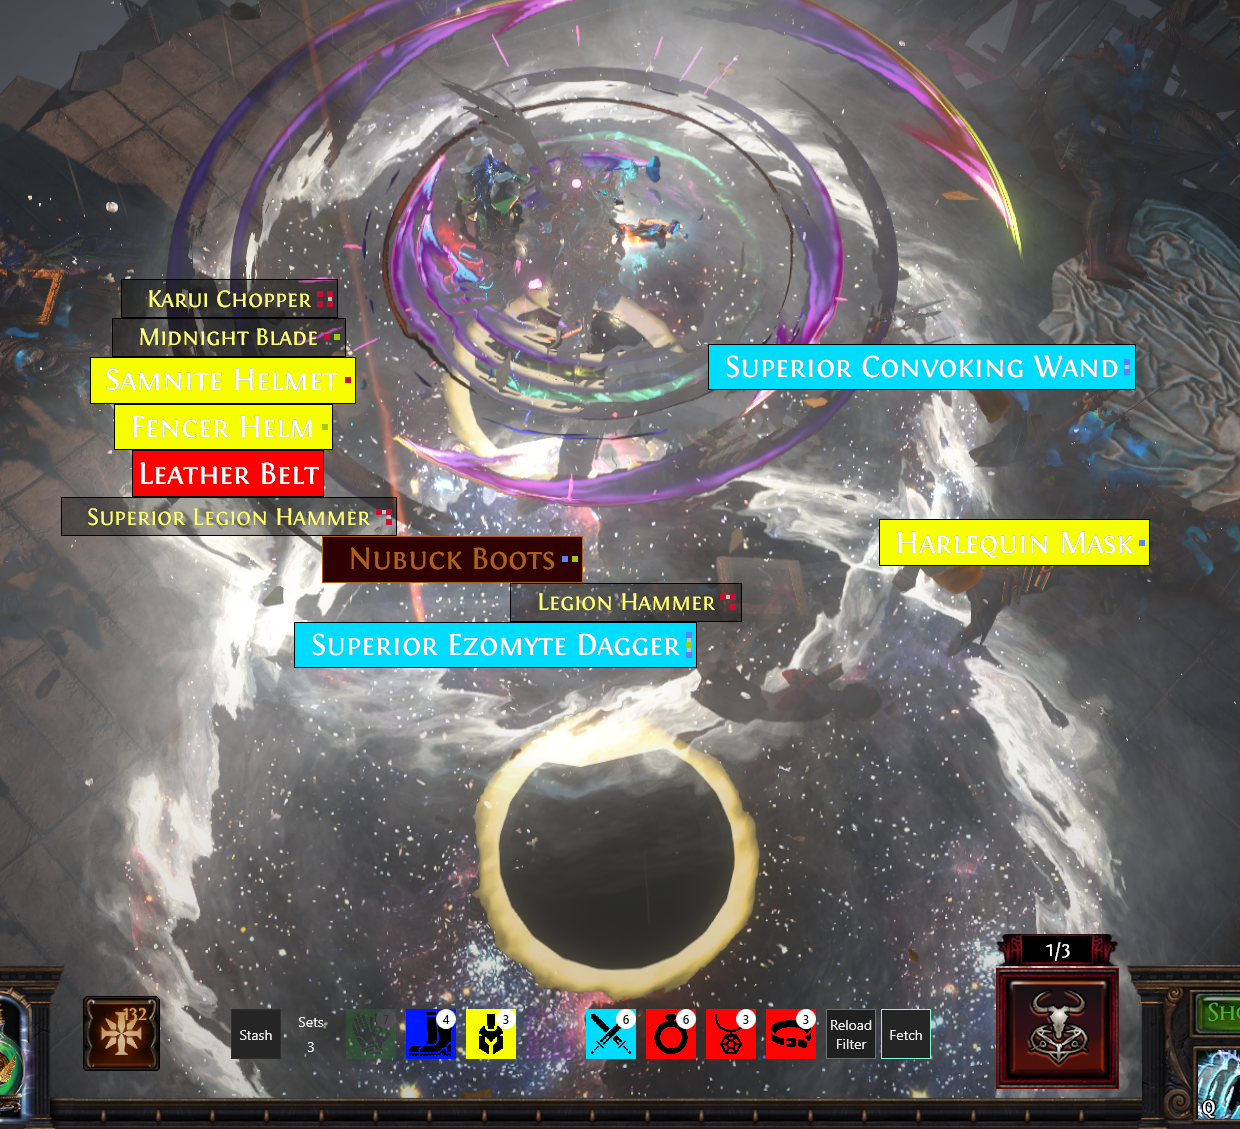 Karui Chopper
Midnight Blade
Samnite Helmet
Superior Convoking Wand
Fencer Helm
Leather Belt
Superior Legion Hammer
Harlequin Mask
Nubuck Boots
Legion Hammer
Superior Ezomyte Dagger
1/3
132
Stash
Sets
3
7
4
3
6
6
3
3
Reload
Filter
Fetch
Sho
Q